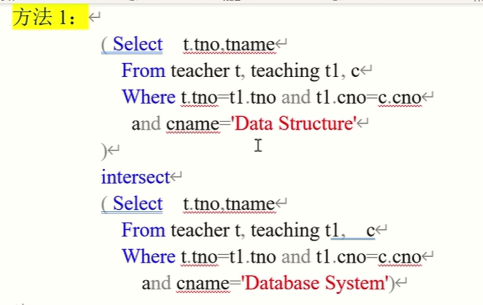 方法 1：
( Select t.tno,tname
From teacher t, teaching t1, c
Where t.tno=t1.tno and t1.cno=c.cno
and cname='Data Structure'
)
intersect
( Select t.tno,tname
From teacher t, teaching t1, c
Where t.tno=t1.tno and t1.cno=c.cno
and cname='Database System')